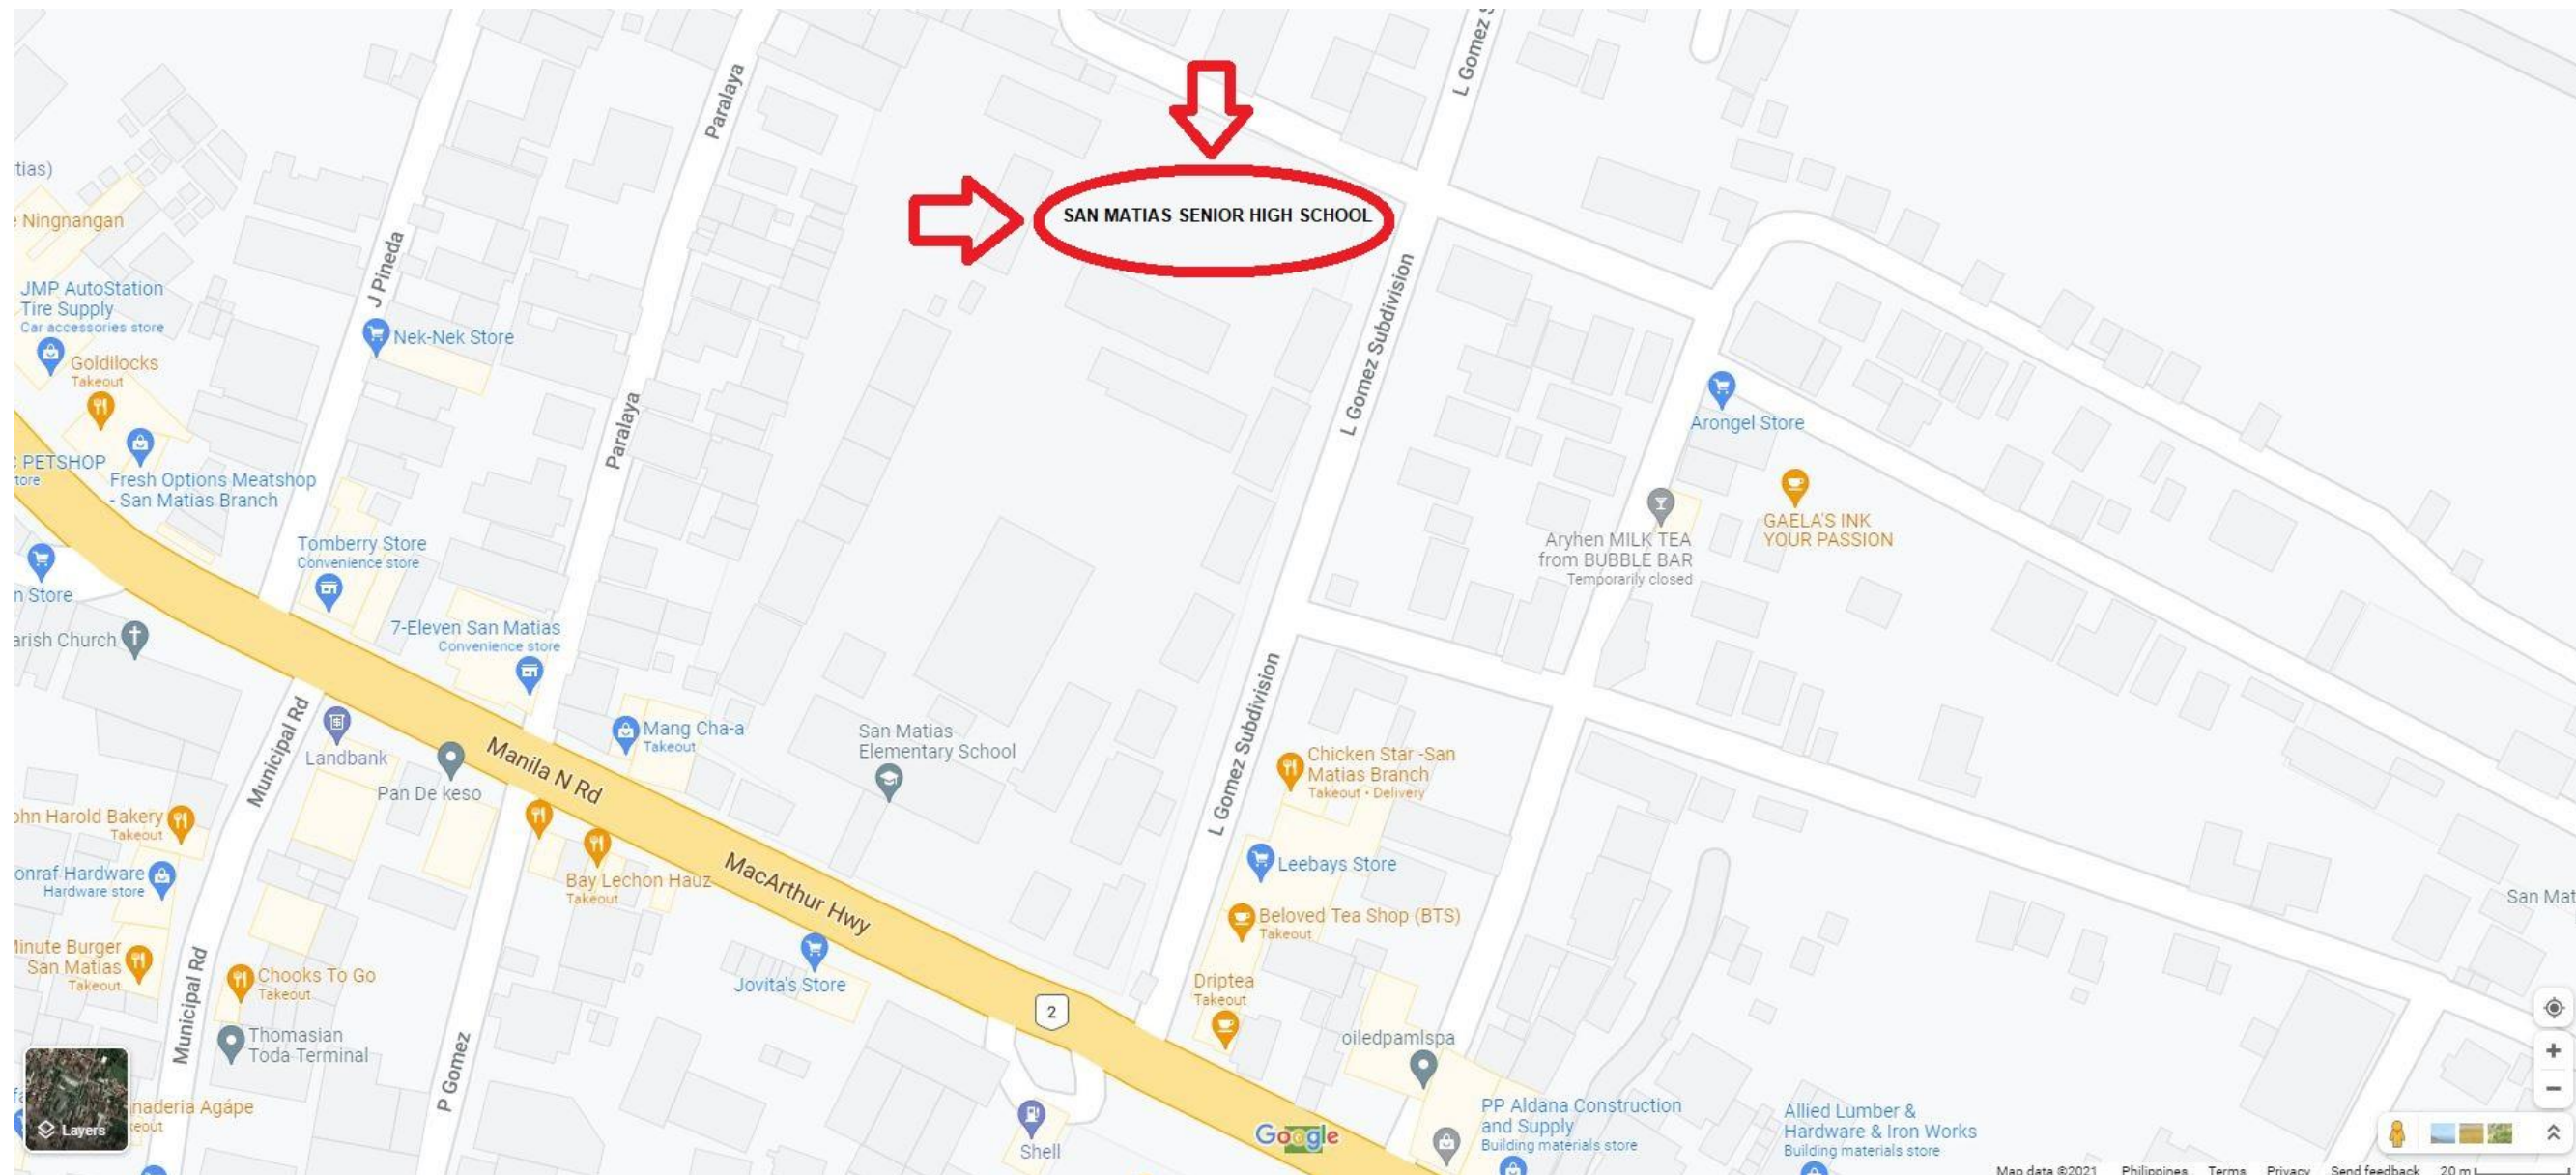 L Gomez S
Paralaya
tias)
SAN MATIAS SENIOR HIGH SCHOOL
Ningnangan
J Pineda
JMP AutoStation
Tire Supply
Car accessories store
Nek-Nek Store
L Gomez Subdivision
Goldilocks
Takeout
Paralaya
Arongel Store
PETSHOP
tore
Fresh Options Meatshop
- San Matias Branch
GAELA'S INK
YOUR PASSION
Aryhen MILK TEA
from BUBBLE BAR
Temporarily closed
Tomberry Store
Convenience store
n Store
7-Eleven San Matias
Convenience store
arish Church
Municipal Rd
Landbank
Pan De keso
Manila N Rd
Mang Cha-a
Takeout
San Matias
Elementary School
L Gomez Subdivision
Chicken Star -San
Matias Branch
Takeout • Delivery
ohn Harold Bakery
Takeout
onraf Hardware
Hardware store
Bay Lechon Hauz
Takeout
MacArthur Hwy
Leebays Store
San Mat
Beloved Tea Shop (BTS)
Takeout
Minute Burger
San Matias
Takeout
Municipal Rd
Chooks To Go
Takeout
Jovita's Store
Driptea
Takeout
2
Thomasian
Toda Terminal
P Gomez
oiledpamlspa
naderia Agápe
keout
Layers
Shell
Google
PP Aldana Construction
and Supply
Building materials store
Allied Lumber &
Hardware & Iron Works
Building materials store
Map data ©2021 Philippines Terms Privacy Send feedback 20 m